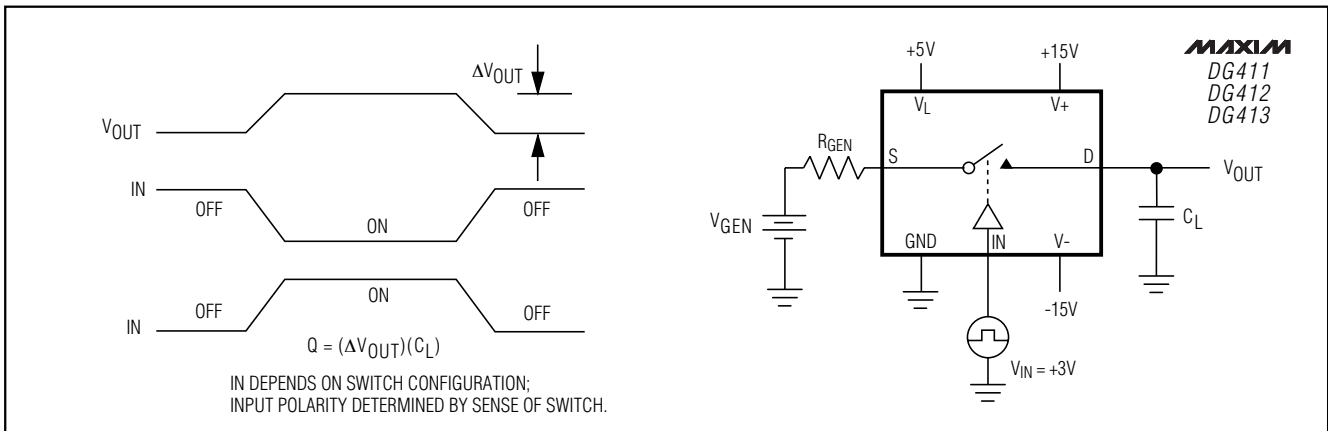 ΔVOUT
VOUT
IN
OFF
ON
OFF
IN
OFF
ON
OFF
Q = (ΔVOUT)(CL)
IN DEPENDS ON SWITCH CONFIGURATION;
INPUT POLARITY DETERMINED BY SENSE OF SWITCH.
+5V
+15V
MAXIM
DG411
DG412
DG413
VL
V+
RGEN
S
D
VOUT
VGEN
CL
GND
IN
V-
-15V
VIN = +3V